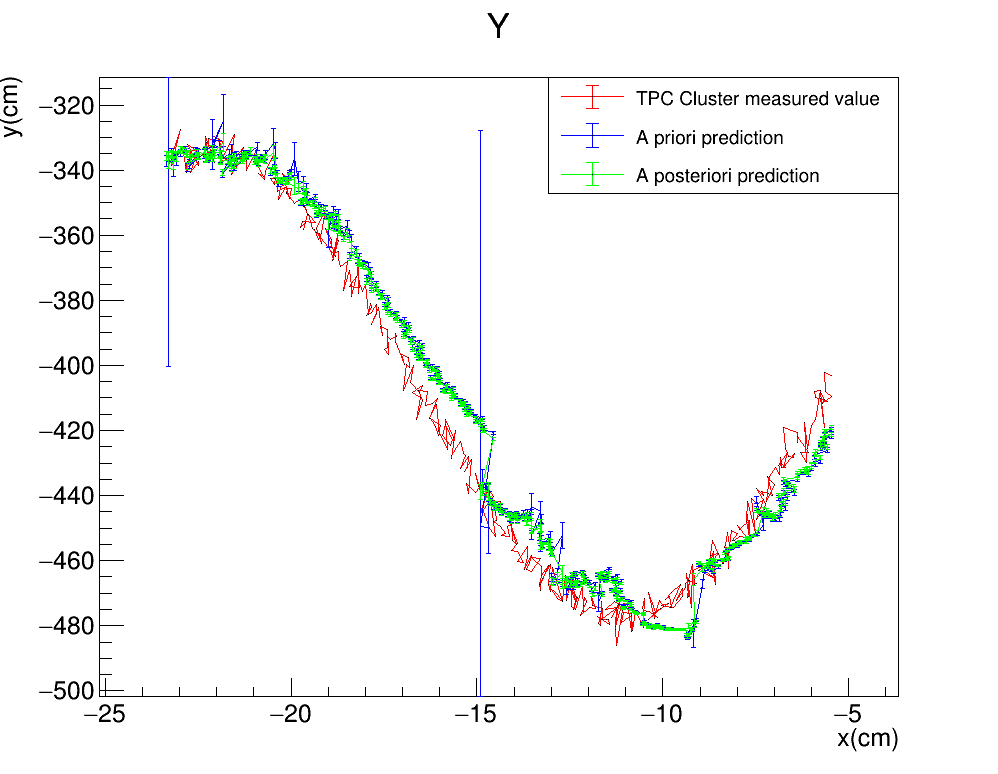 Y
y(cm)
−320
−340
−360
−380
−400
−420
−440
−460
−480
−500
TPC Cluster measured value
A priori prediction
A posteriori prediction
−25 −20 −15 −10 −5
x(cm)